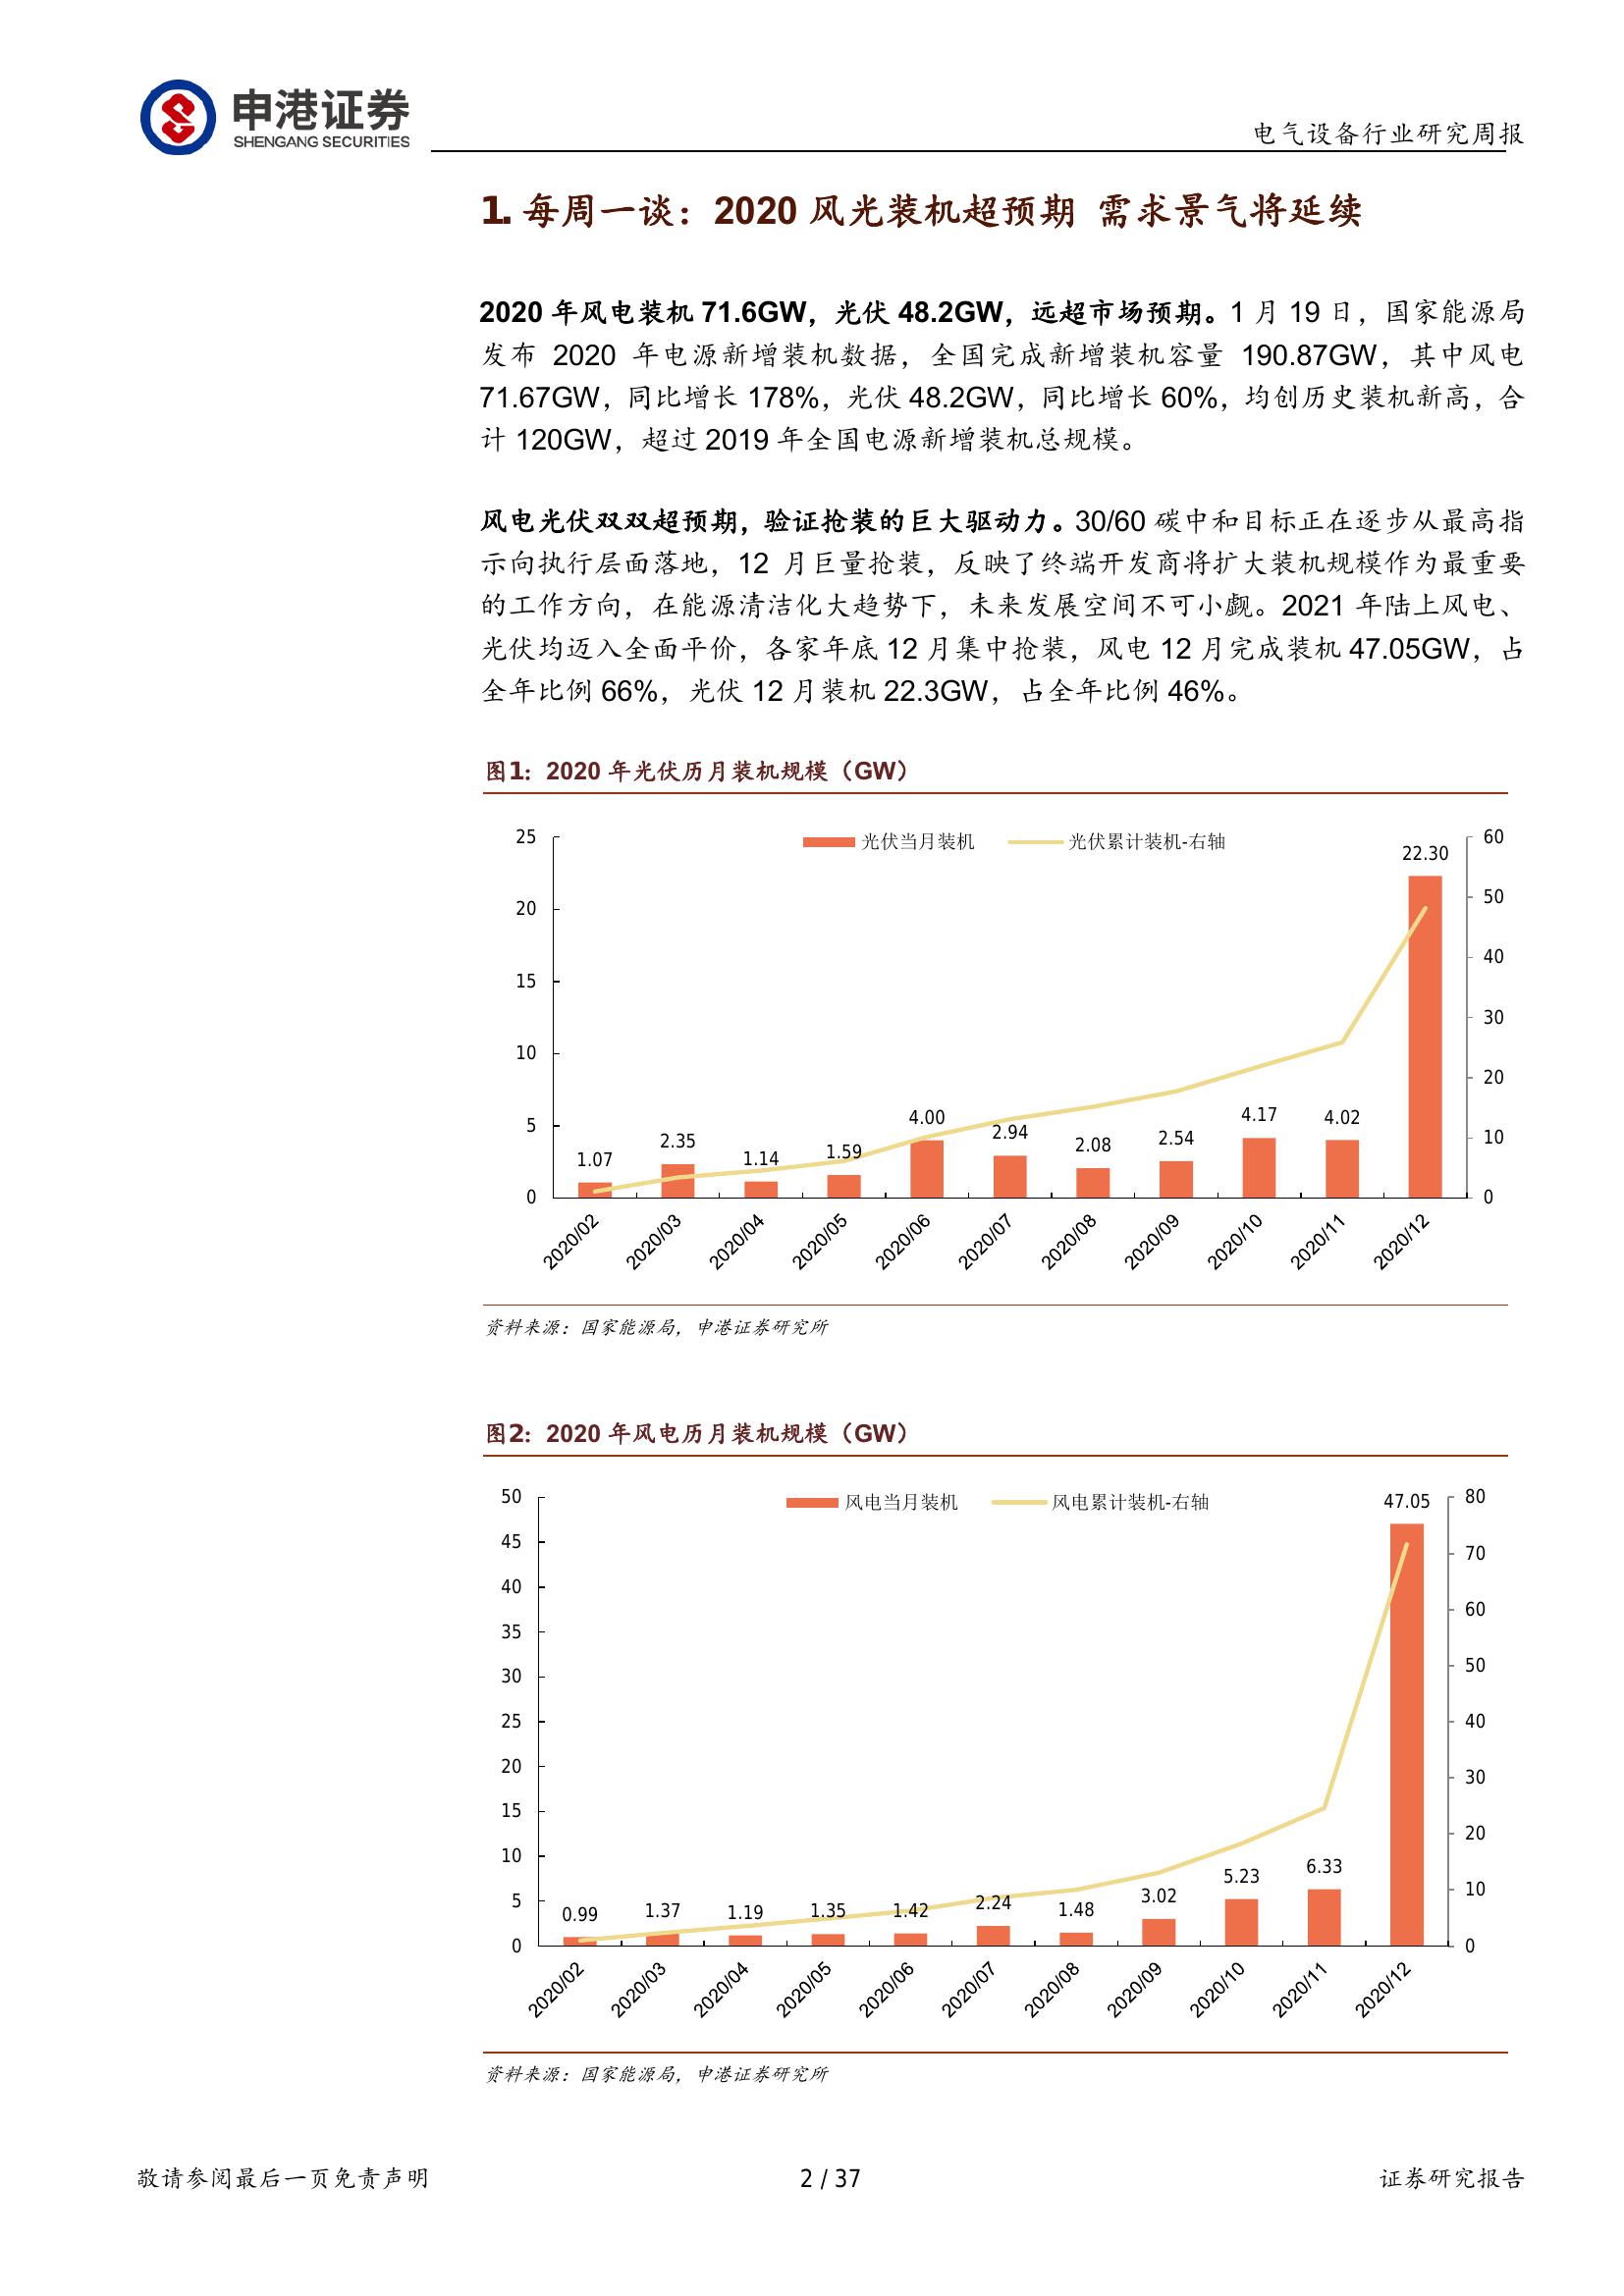 申港证券
SHENGANG SECURITIES
电气设备行业研究周报
1. 每周一谈：2020 风光装机超预期 需求景气将延续
2020 年风电装机 71.6GW，光伏 48.2GW，远超市场预期。1 月 19 日，国家能源局
发布 2020 年电源新增装机数据，全国完成新增装机容量 190.87GW，其中风电
71.67GW，同比增长 178%，光伏 48.2GW，同比增长 60%，均创历史装机新高，合
计 120GW，超过 2019 年全国电源新增装机总规模。
风电光伏双双超预期，验证抢装的巨大驱动力。30/60 碳中和目标正在逐步从最高指
示向执行层面落地，12 月巨量抢装，反映了终端开发商将扩大装机规模作为最重要
的工作方向，在能源清洁化大趋势下，未来发展空间不可小觑。2021 年陆上风电、
光伏均迈入全面平价，各家年底 12 月集中抢装，风电 12 月完成装机 47.05GW，占
全年比例 66%，光伏 12 月装机 22.3GW，占全年比例 46%。
图1：2020 年光伏历月装机规模（GW）
光伏当月装机 光伏累计装机-右轴
25
20
15
10
5
0
60
50
40
30
20
10
0
1.07 2.35 1.14 1.59 4.00 2.94 2.08 2.54 4.17 4.02 22.30
2020/02 2020/03 2020/04 2020/05 2020/06 2020/07 2020/08 2020/09 2020/10 2020/11 2020/12
资料来源：国家能源局，申港证券研究所
图2：2020 年风电历月装机规模（GW）
风电当月装机 风电累计装机-右轴
50
45
40
35
30
25
20
15
10
5
0
80
70
60
50
40
30
20
10
0
0.99 1.37 1.19 1.35 1.42 2.24 1.48 3.02 5.23 6.33 47.05
2020/02 2020/03 2020/04 2020/05 2020/06 2020/07 2020/08 2020/09 2020/10 2020/11 2020/12
资料来源：国家能源局，申港证券研究所
敬请参阅最后一页免责声明 2 / 37 证券研究报告